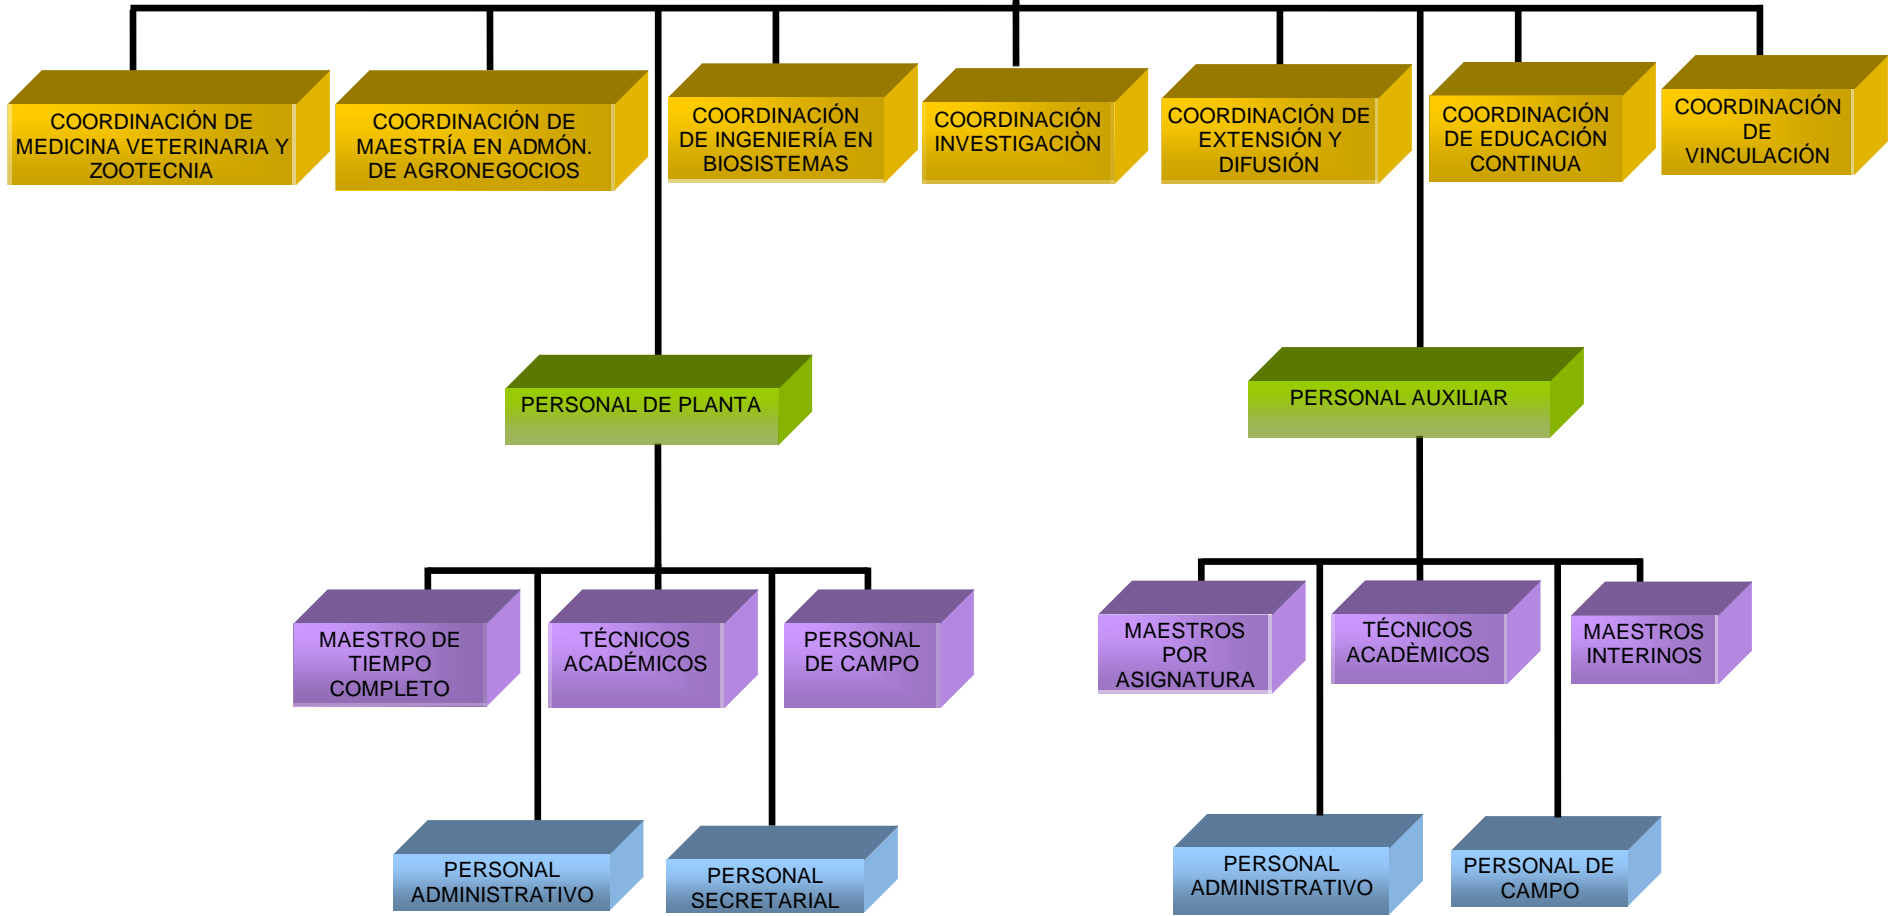 COORDINACIÓN DE
MEDICINA VETERINARIA Y
ZOOTECNIA
COORDINACIÓN DE
MAESTRÍA EN ADMÓN.
DE AGRONEGOCIOS
COORDINACIÓN
DE INGENIERÍA EN
BIOSISTEMAS
COORDINACIÓN
INVESTIGACIÒN
COORDINACIÓN DE
EXTENSIÓN Y
DIFUSIÓN
COORDINACIÓN
DE EDUCACIÓN
CONTINUA
COORDINACIÓN
DE
VINCULACIÓN
PERSONAL DE PLANTA
PERSONAL AUXILIAR
MAESTRO DE
TIEMPO
COMPLETO
TÉCNICOS
ACADÉMICOS
PERSONAL
DE CAMPO
MAESTROS
POR
ASIGNATURA
TÉCNICOS
ACADÈMICOS
MAESTROS
INTERINOS
PERSONAL
ADMINISTRATIVO
PERSONAL
SECRETARIAL
PERSONAL
ADMINISTRATIVO
PERSONAL DE
CAMPO